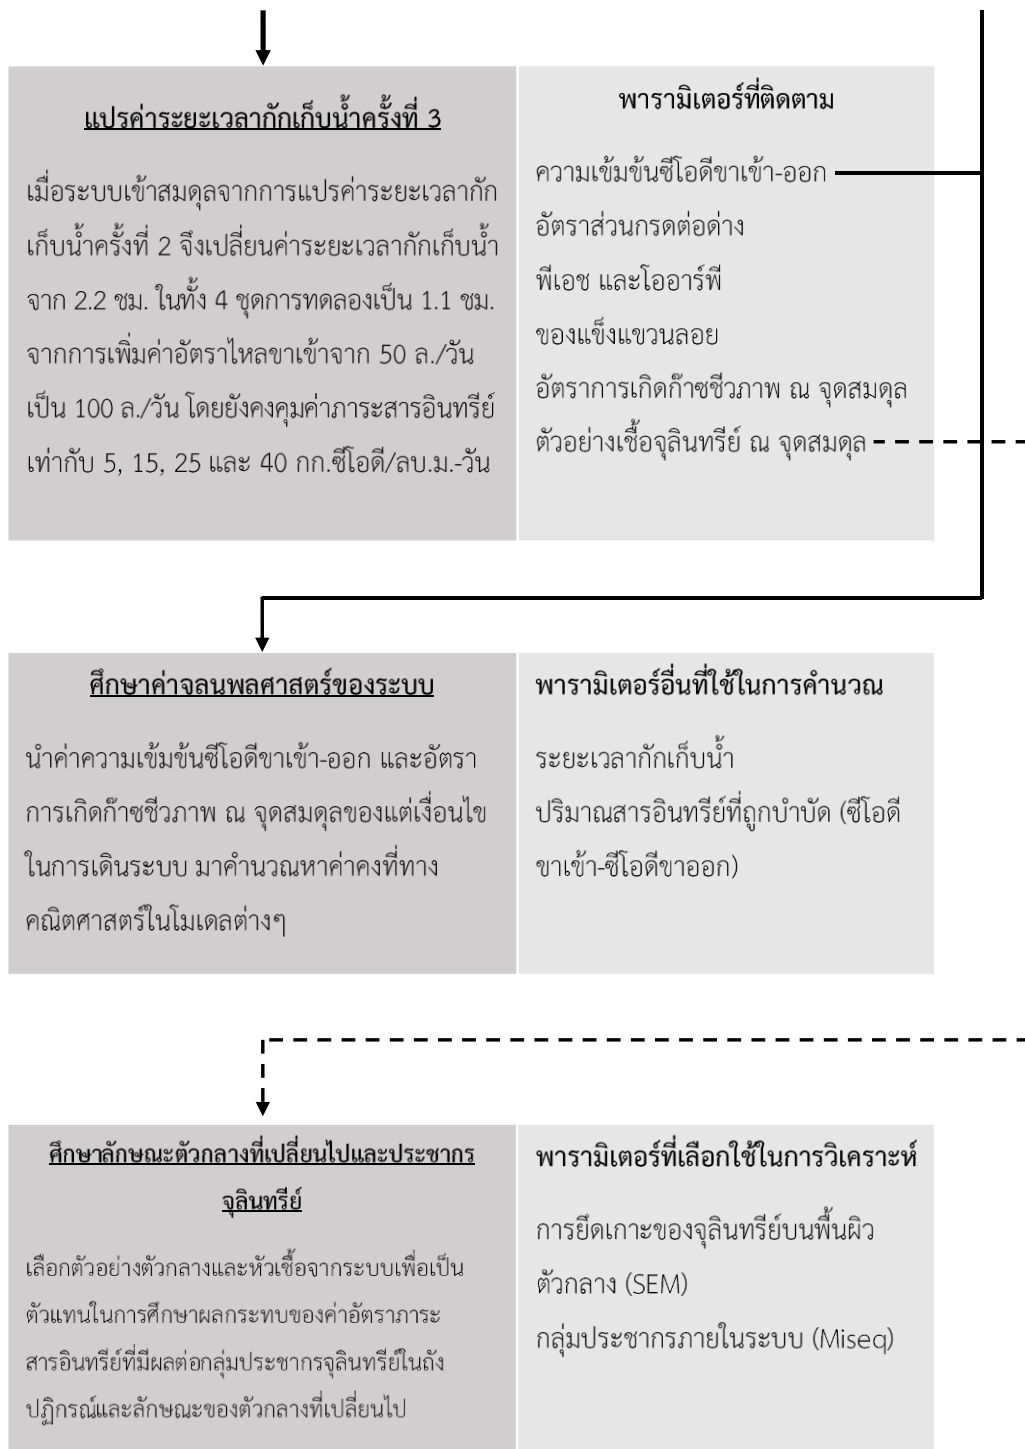 แปรค่าระยะเวลากักเก็บน้ำครั้งที่ 3
เมื่อระบบเข้าสมดุลจากการแปรค่าระยะเวลากัก
เก็บน้ำครั้งที่ 2 จึงเปลี่ยนค่าระยะเวลากักเก็บน้ำ
จาก 2.2 ชม. ในทั้ง 4 ชุดการทดลองเป็น 1.1 ชม.
จากการเพิ่มค่าอัตราไหลขาเข้าจาก 50 ล./วัน
เป็น 100 ล./วัน โดยยังคงคุมค่าภาระสารอินทรีย์
เท่ากับ 5, 15, 25 และ 40 กก.ซีโอดี/ลบ.ม.-วัน
พารามิเตอร์ที่ติดตาม
ความเข้มข้นซีโอดีขาเข้า-ออก
อัตราส่วนกรดต่อด่าง
พีเอช และโออาร์พี
ของแข็งแขวนลอย
อัตราการเกิดก๊าซชีวภาพ ณ จุดสมดุล
ตัวอย่างเชื้อจุลินทรีย์ ณ จุดสมดุล
ศึกษาค่าจลนพลศาสตร์ของระบบ
นำค่าความเข้มข้นซีโอดีขาเข้า-ออก และอัตรา
การเกิดก๊าซชีวภาพ ณ จุดสมดุลของแต่เงื่อนไข
ในการเดินระบบ มาคำนวณหาค่าคงที่ทาง
คณิตศาสตร์ในโมเดลต่างๆ
พารามิเตอร์อื่นที่ใช้ในการคำนวณ
ระยะเวลากักเก็บน้ำ
ปริมาณสารอินทรีย์ที่ถูกบำบัด (ซีโอดี
ขาเข้า-ซีโอดีขาออก)
ศึกษาลักษณะตัวกลางที่เปลี่ยนไปและประชากร
จุลินทรีย์
เลือกตัวอย่างตัวกลางและหัวเชื้อจากระบบเพื่อเป็น
ตัวแทนในการศึกษาผลกระทบของค่าอัตราภาระ
สารอินทรีย์ที่มีผลต่อกลุ่มประชากรจุลินทรีย์ในถัง
ปฏิกรณ์และลักษณะของตัวกลางที่เปลี่ยนไป
พารามิเตอร์ที่เลือกใช้ในการวิเคราะห์
การยึดเกาะของจุลินทรีย์บนพื้นผิว
ตัวกลาง (SEM)
กลุ่มประชากรภายในระบบ (Miseq)